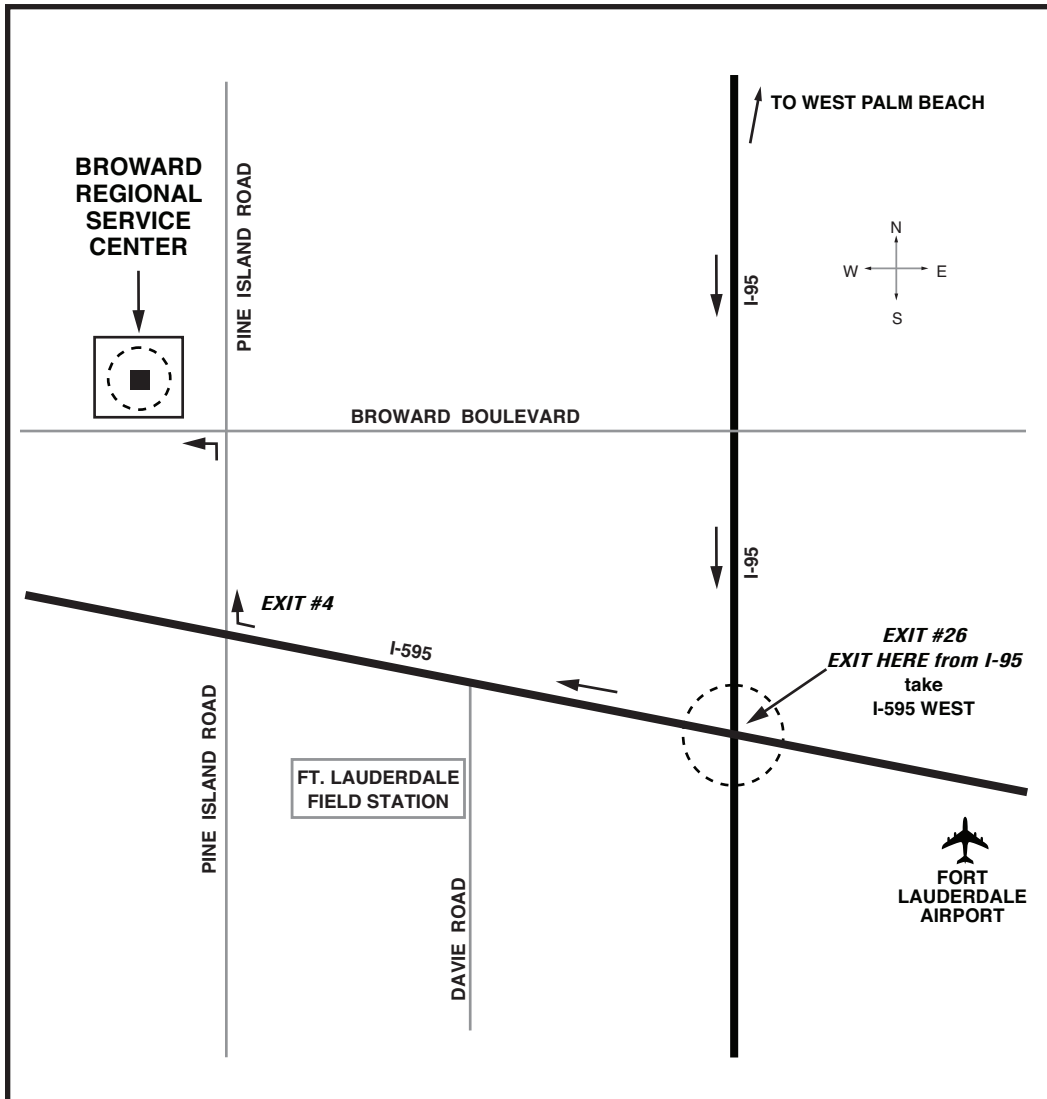 TO WEST PALM BEACH
BROWARD
REGIONAL
SERVICE
CENTER
PINE ISLAND ROAD
I-95
N
W
E
S
BROWARD BOULEVARD
I-95
EXIT #4
I-595
EXIT #26
EXIT HERE from I-95
take
I-595 WEST
PINE ISLAND ROAD
FT. LAUDERDALE
FIELD STATION
DAVIE ROAD
FORT
LAUDERDALE
AIRPORT